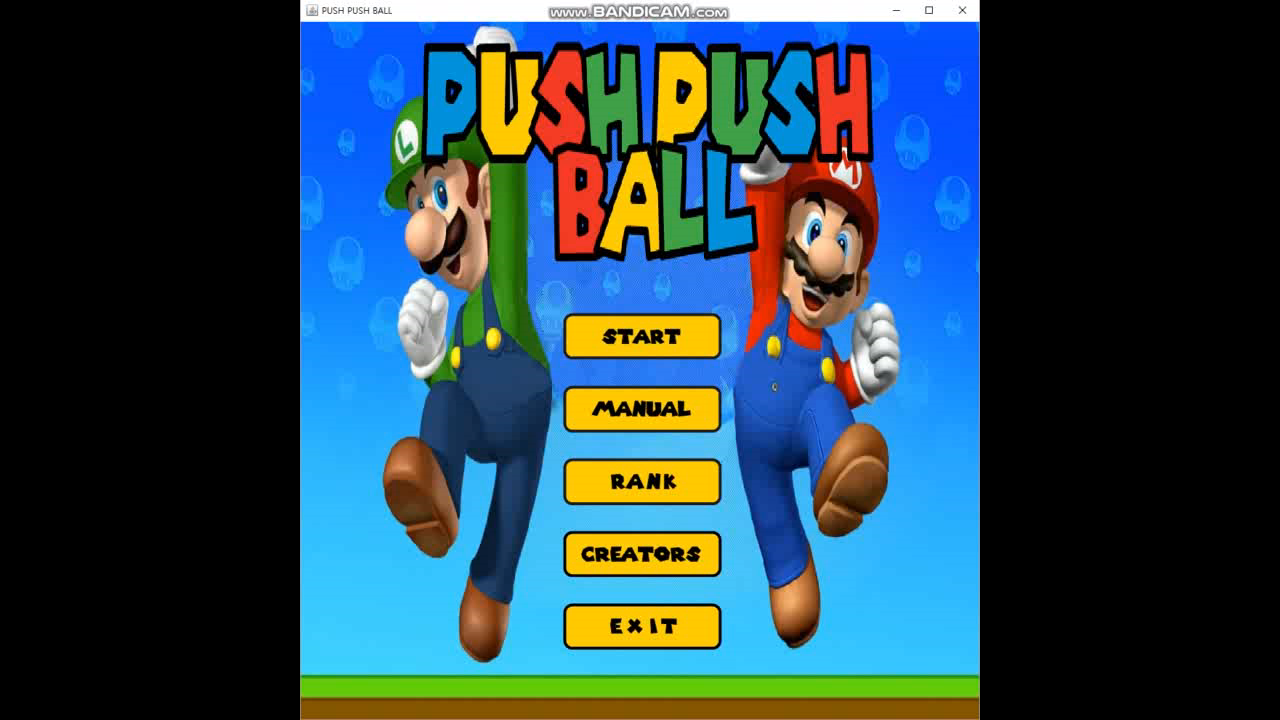 PUSH PUSH BALL
www.BANDICAM.com
PUSH PUSH
BALL
L
M
START
MANUAL
RANK
CREATORS
EXIT